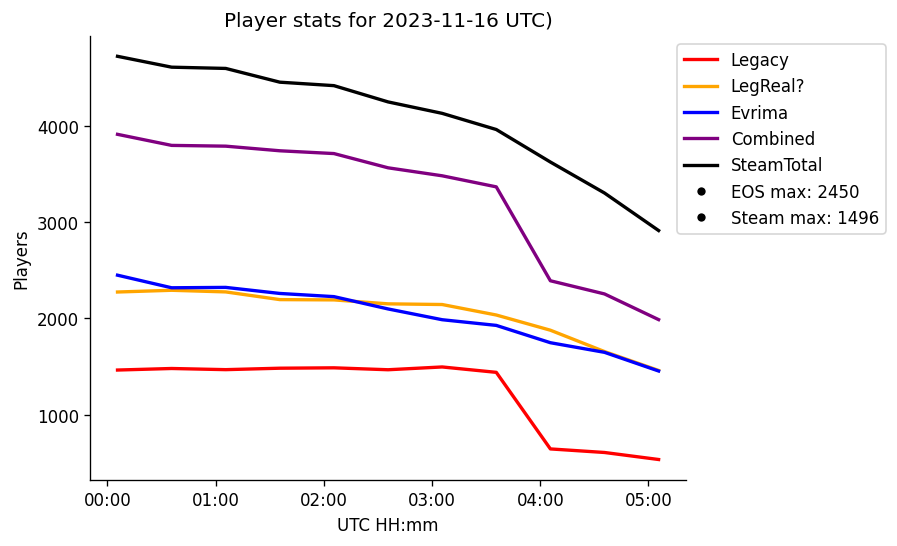 Player stats for 2023-11-16 UTC)
Legacy
LegReal?
Evrima
Combined
SteamTotal
EOS max: 2450
Steam max: 1496
Players
4000
3000
2000
1000
00:00 01:00 02:00 03:00 04:00 05:00
UTC HH:mm